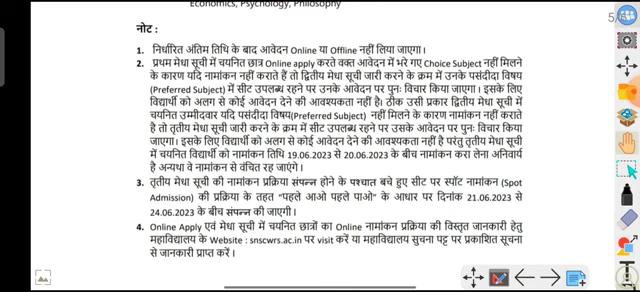 Economics, Psychology, Philosophy
नोट :
1. निर्धारित अंतिम तिथि के बाद आवेदन Online या Offline नहीं लिया जाएगा।
2. प्रथम मेधा सूची में चयनित छात्र Online apply करते वक्त आवेदन में भरे गए Choice Subject नहीं मिलने
के कारण यदि नामांकन नहीं कराते हैं तो द्वितीय मेधा सूची जारी करने के क्रम में उनके पसंदीदा विषय
(Preferred Subject) में सीट उपलब्ध रहने पर उनके आवेदन पर पुनः विचार किया जाएगा। इसके लिए
विद्यार्थी को अलग से कोई आवेदन देने की आवश्यकता नहीं है। ठीक उसी प्रकार द्वितीय मेधा सूची में
चयनित उम्मीदवार यदि पसंदीदा विषय(Preferred Subject) नहीं मिलने के कारण नामांकन नहीं कराते
है तो तृतीय मेधा सूची जारी करने के क्रम में सीट उपलब्ध रहने पर उसके आवेदन पर पुनः विचार किया
जाएगा। इसके लिए विद्यार्थी को अलग से कोई आवेदन देने की आवश्यकता नहीं है परंतु तृतीय मेधा सूची
में चयनित विद्यार्थी को नामांकन तिथि 19.06.2023 से 20.06.2023 के बीच नामांकन करा लेना अनिवार्य
है अन्यथा वे नामांकन से वंचित रह जाएंगे।
3. तृतीय मेधा सूची की नामांकन प्रक्रिया संपन्न होने के पश्चात बचे हुए सीट पर स्पॉट नामांकन (Spot
Admission) की प्रक्रिया के तहत "पहले आओ पहले पाओ" के आधार पर दिनांक 21.06.2023 से
24.06.2023 के बीच संपन्न की जाएगी।
4. Online Apply एवं मेधा सूची में चयनित छात्रों का Online नामांकन प्रक्रिया की विस्तृत जानकारी हेतु
महाविद्यालय के Website : snscwrs.ac.in पर visit करें या महाविद्यालय सुचना पट्ट पर प्रकाशित सूचना
से जानकारी प्राप्त करें।